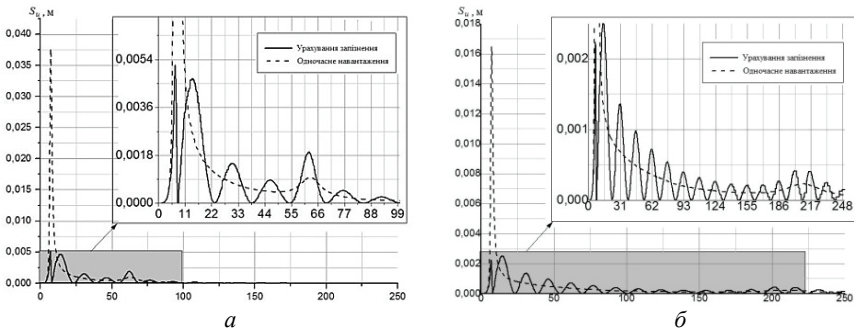 Su, м
0,040
0,035
0,030
0,025
0,020
0,015
0,010
0,005
0,000
0 50 100 150 200 250
0,0054
0,0036
0,0018
0,0000
0 11 22 33 44 55 66 77 88 99
Урахування запізнення
Одночасне навантаження
а
Su, м
0,018
0,016
0,014
0,012
0,010
0,008
0,006
0,004
0,002
0,000
0 50 100 150 200 250
0,002
0,001
0,000
0 31 62 93 124 155 186 217 248
Урахування запізнення
Одночасне навантаження
б